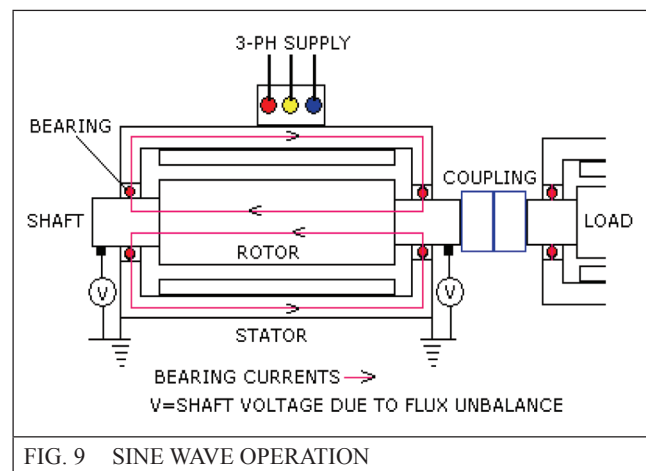 3-PH SUPPLY
BEARING
COUPLING
SHAFT
LOAD
ROTOR
V
V
STATOR
BEARING CURRENTS
V=SHAFT VOLTAGE DUE TO FLUX UNBALANCE
FIG. 9 SINE WAVE OPERATION